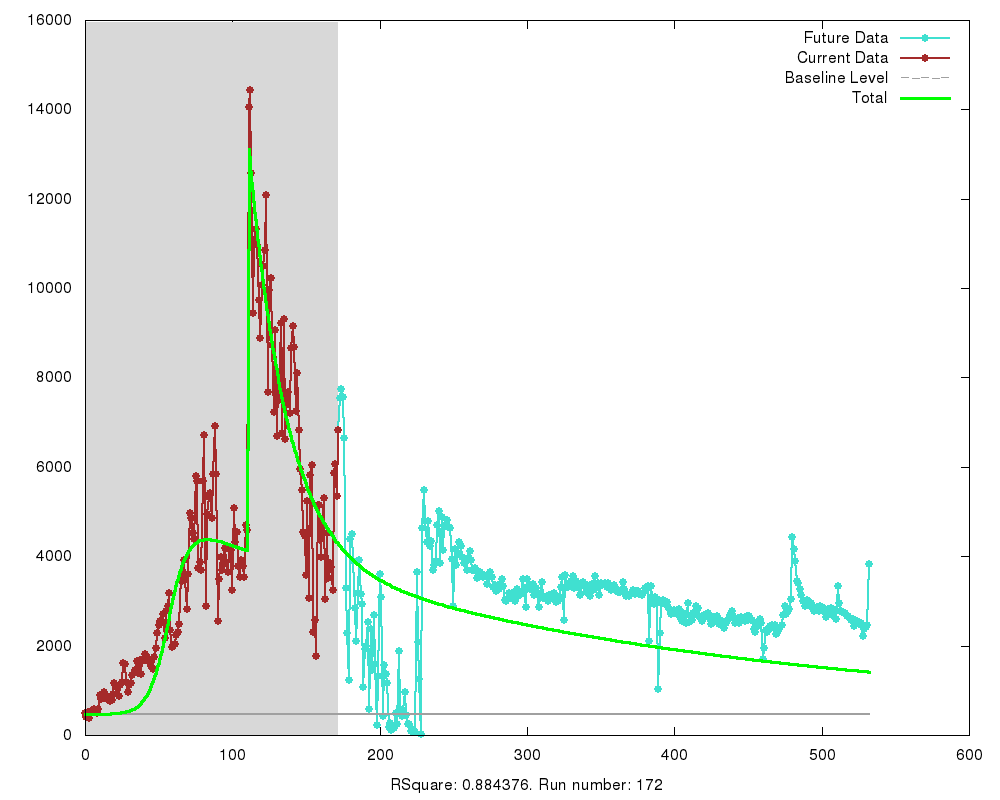 16000
14000
12000
10000
8000
6000
4000
2000
0
Future Data
Current Data
Baseline Level
Total
0 100 200 300 400 500 600
RSquare: 0.884376. Run number: 172